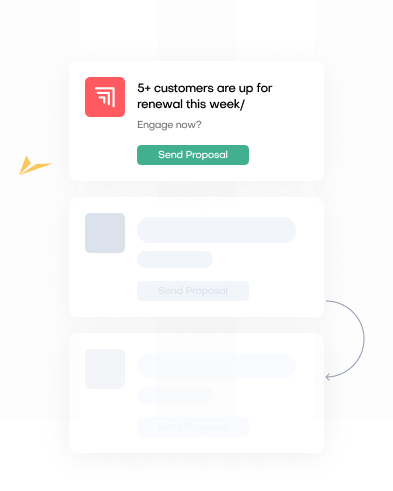 5+ customers are up for
renewal this week/
Engage now?
Send Proposal
Send Proposal
Send Proposal